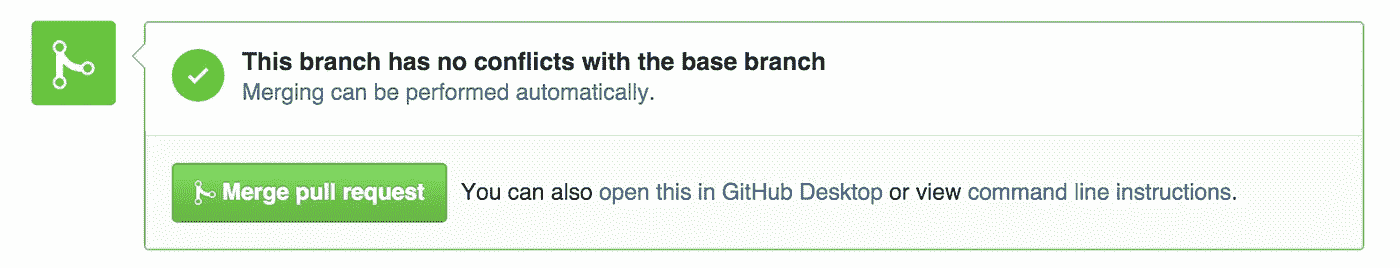 This branch has no conflicts with the base branch
Merging can be performed automatically.
Merge pull request You can also open this in GitHub Desktop or view command line instructions.